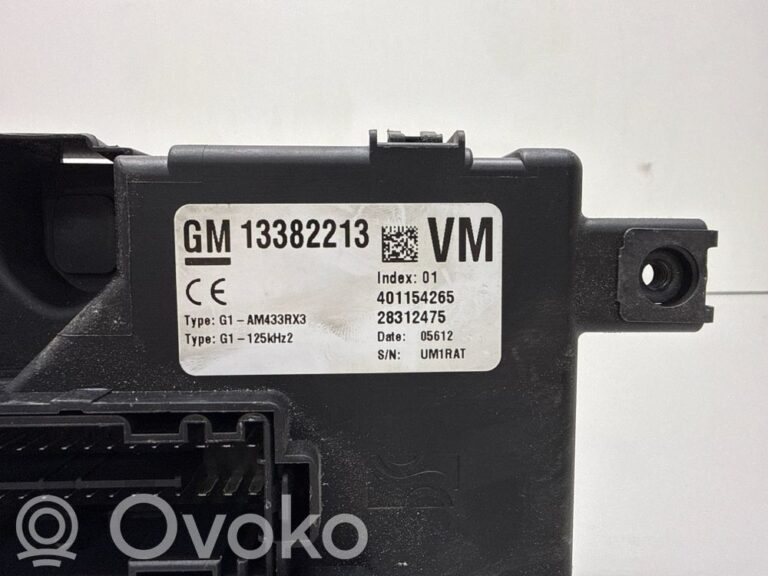 GM 13382213 VM
Index: 01
CE 401154265
Type: G1-AM433RX3 28312475
Type: G1-125kHz2 Date: 05612
S/N: UM1RAT
Ovoko